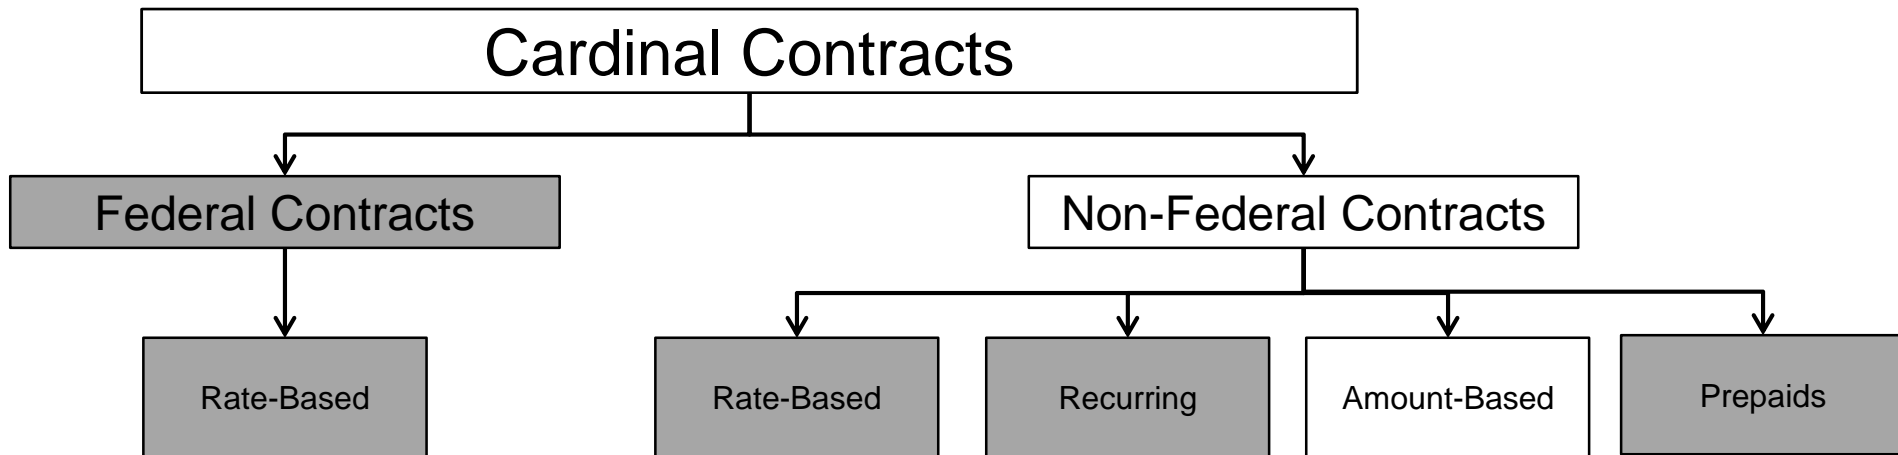 Cardinal Contracts
Federal Contracts
Non-Federal Contracts
Rate-Based
Rate-Based
Recurring
Amount-Based
Prepaids